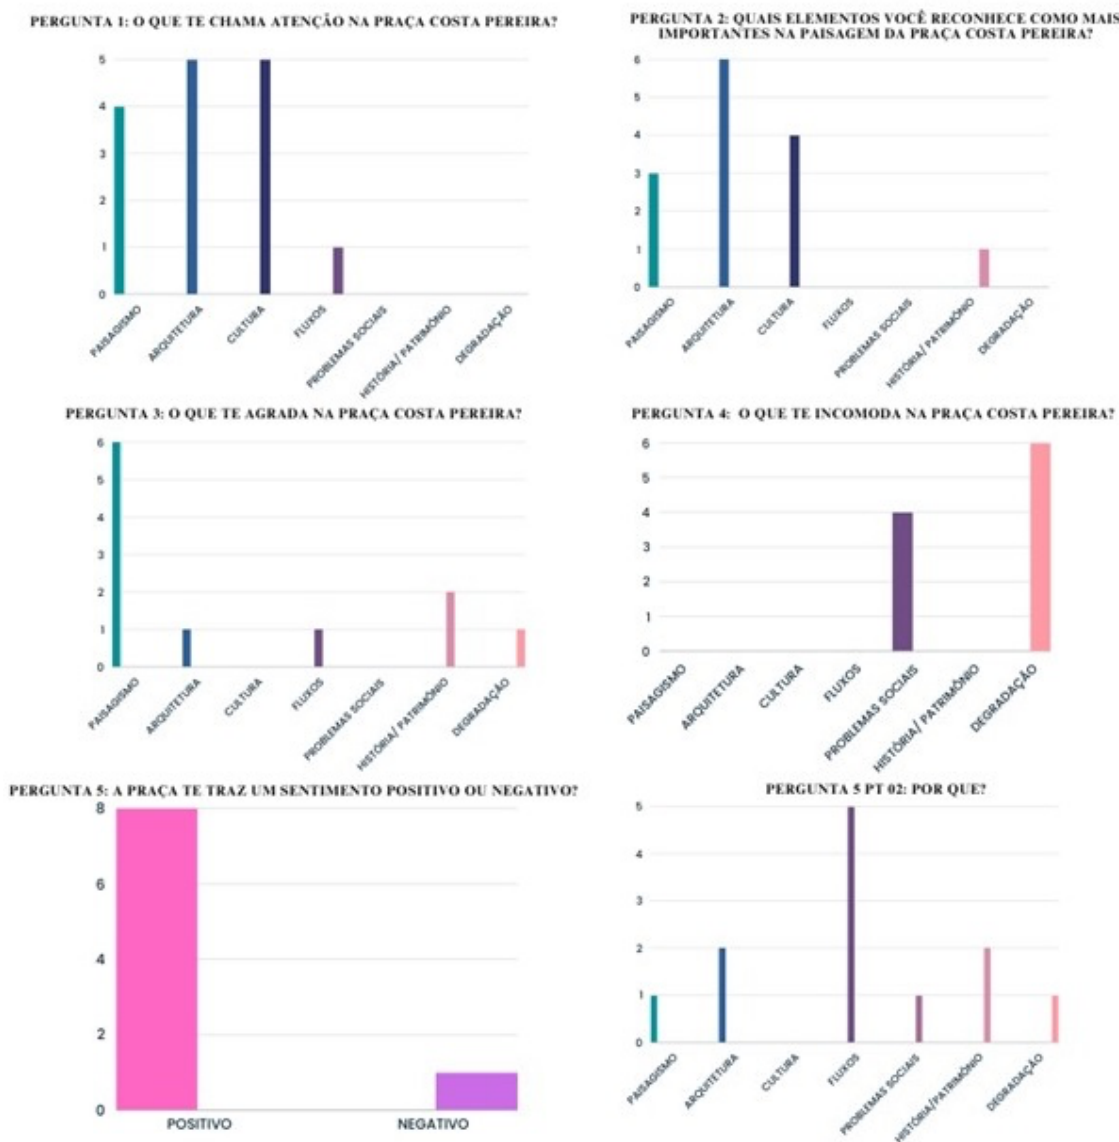 PERGUNTA 1: O QUE TE CHAMA ATENÇÃO NA PRAÇA COSTA PEREIRA?
5
4
3
2
1
0
PAISAGISMO
ARQUITETURA
CULTURA
FLUXOS
PROBLEMAS SOCIAIS
HISTÓRIA/ PATRIMÔNIO
DEGRADAÇÃO
PERGUNTA 2: QUAIS ELEMENTOS VOCÊ RECONHECE COMO MAIS
IMPORTANTES NA PAISAGEM DA PRAÇA COSTA PEREIRA?
6
5
4
3
2
1
0
PAISAGISMO
ARQUITETURA
CULTURA
FLUXOS
PROBLEMAS SOCIAIS
HISTÓRIA/ PATRIMÔNIO
DEGRADAÇÃO
PERGUNTA 3: O QUE TE AGRADA NA PRAÇA COSTA PEREIRA?
6
5
4
3
2
1
0
PAISAGISMO
ARQUITETURA
CULTURA
FLUXOS
PROBLEMAS SOCIAIS
HISTÓRIA/ PATRIMÔNIO
DEGRADAÇÃO
PERGUNTA 4: O QUE TE INCOMODA NA PRAÇA COSTA PEREIRA?
6
5
4
3
2
1
0
PAISAGISMO
ARQUITETURA
CULTURA
FLUXOS
PROBLEMAS SOCIAIS
HISTÓRIA/ PATRIMÔNIO
DEGRADAÇÃO
PERGUNTA 5: A PRAÇA TE TRAZ UM SENTIMENTO POSITIVO OU NEGATIVO?
8
6
4
2
0
POSITIVO
NEGATIVO
PERGUNTA 5 PT 02: POR QUE?
5
4
3
2
1
0
PAISAGISMO
ARQUITETURA
CULTURA
FLUXOS
PROBLEMAS SOCIAIS
HISTÓRIA/PATRIMÔNIO
DEGRADAÇÃO